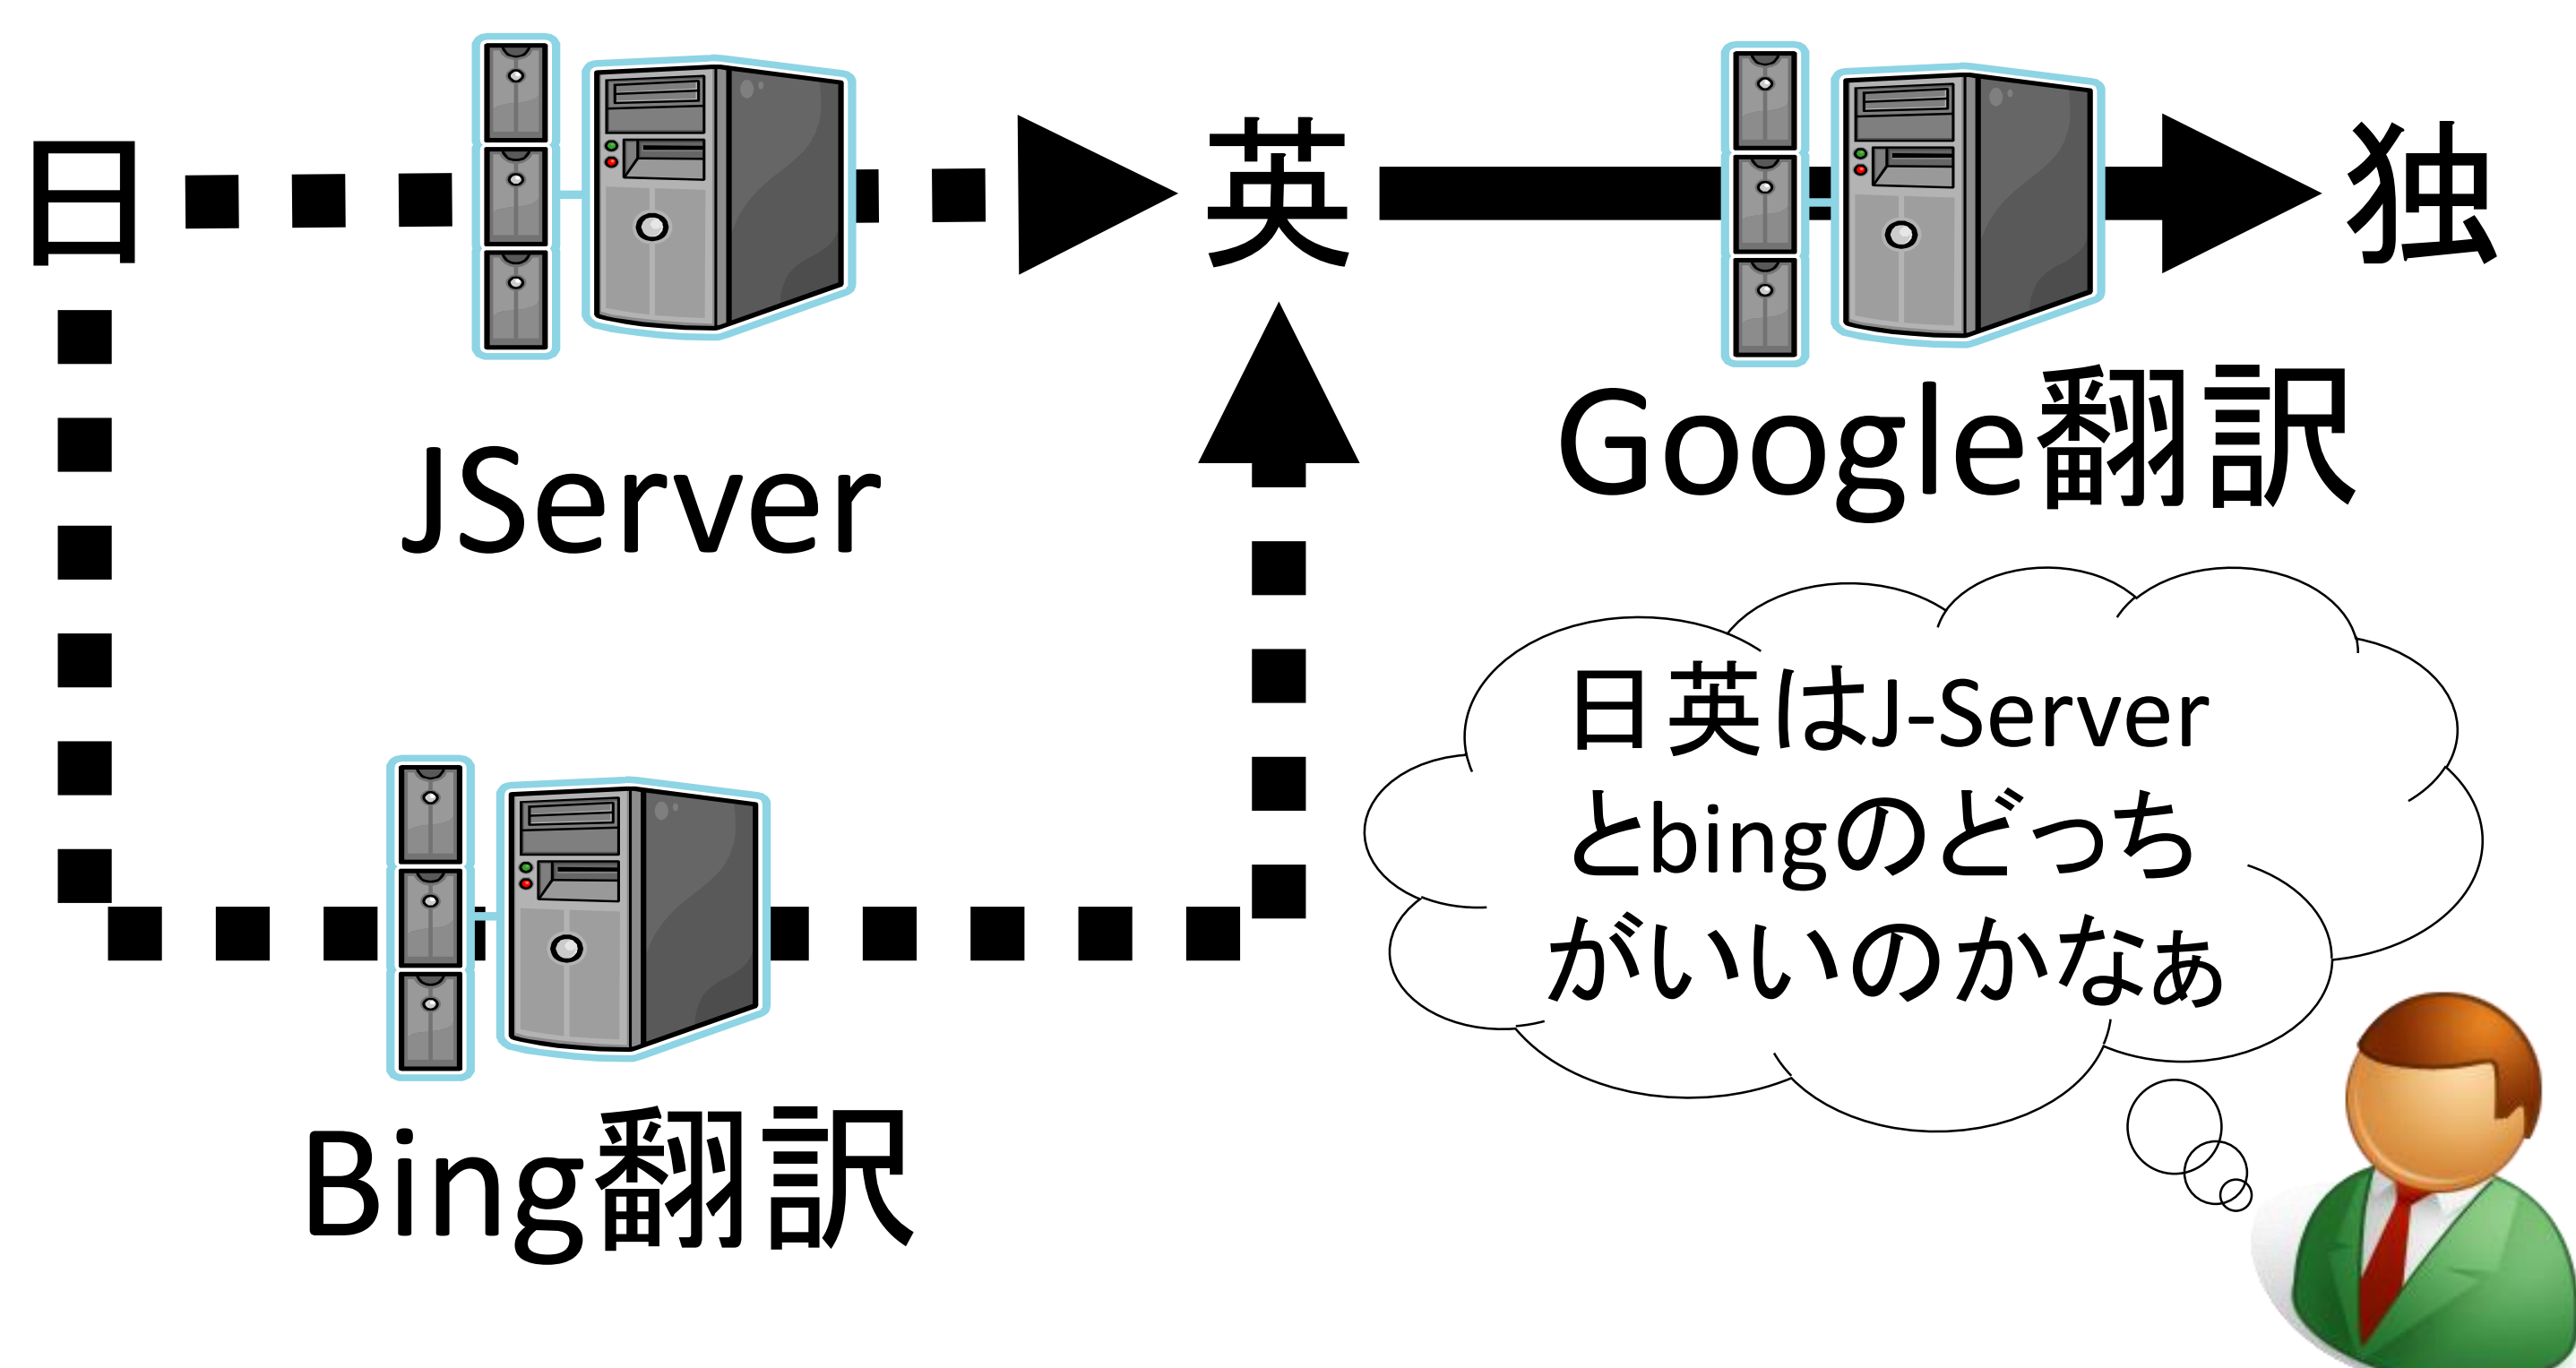 日
英
独
JServer
Google翻訳
日英はJ-Server
とbingのどっち
がいいのかなぁ
Bing翻訳